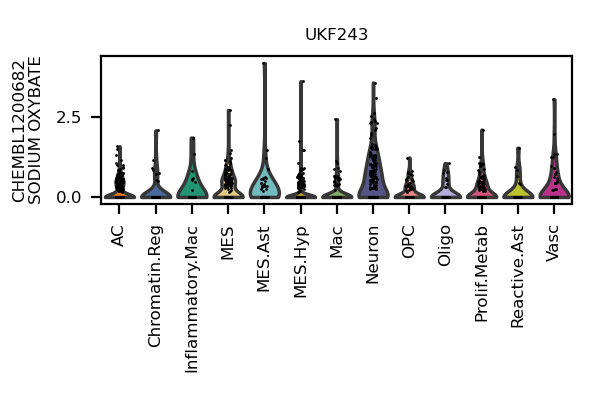 UKF243
CHEMBL1200682
SODIUM OXYBATE
2.5
0.0
AC
Chromatin.Reg
Inflammatory.Mac
MES
MES.Ast
MES.Hyp
Mac
Neuron
OPC
Oligo
Prolif.Metab
Reactive.Ast
Vasc